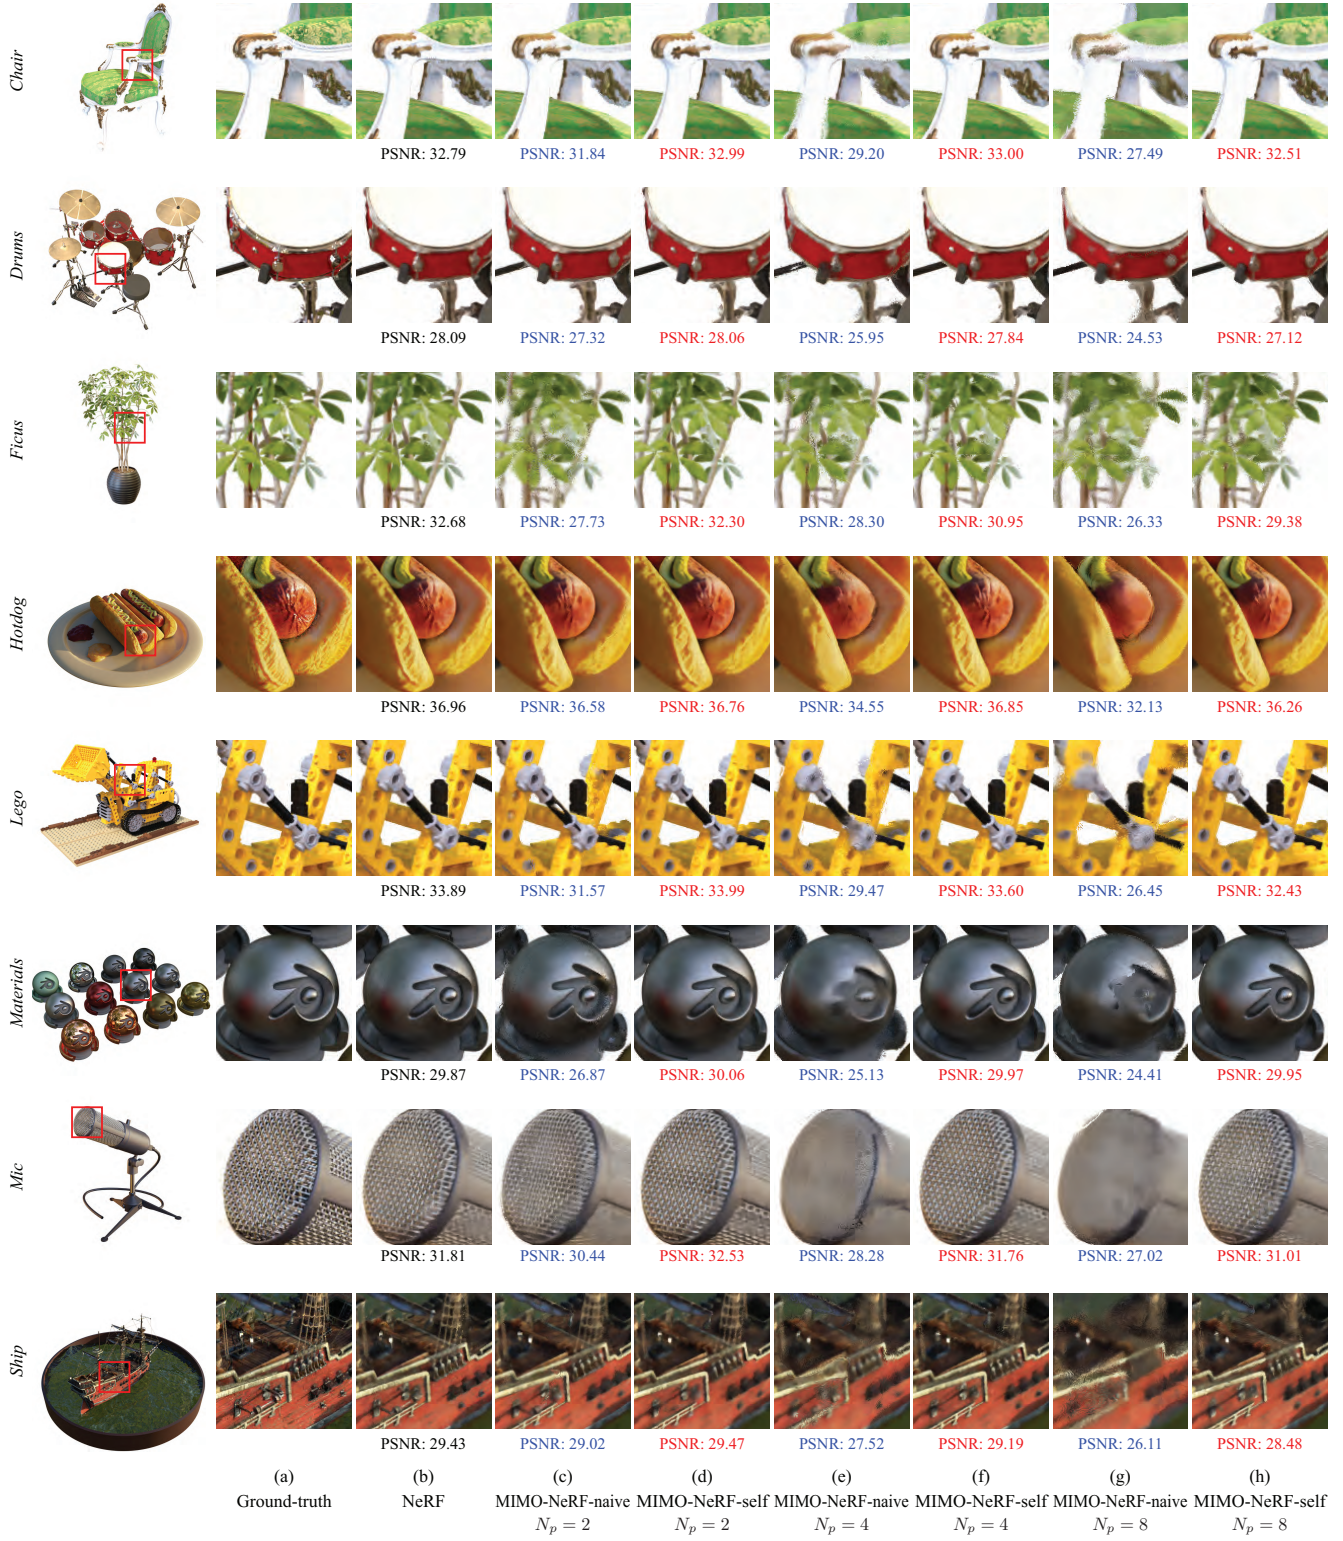 Chair
PSNR: 32.79 PSNR: 31.84 PSNR: 32.99 PSNR: 29.20 PSNR: 33.00 PSNR: 27.49 PSNR: 32.51
Drums
PSNR: 28.09 PSNR: 27.32 PSNR: 28.06 PSNR: 25.95 PSNR: 27.84 PSNR: 24.53 PSNR: 27.12
Ficus
PSNR: 32.68 PSNR: 27.73 PSNR: 32.30 PSNR: 28.30 PSNR: 30.95 PSNR: 26.33 PSNR: 29.38
Hotdog
PSNR: 36.96 PSNR: 36.58 PSNR: 36.76 PSNR: 34.55 PSNR: 36.85 PSNR: 32.13 PSNR: 36.26
Lego
PSNR: 33.89 PSNR: 31.57 PSNR: 33.99 PSNR: 29.47 PSNR: 33.60 PSNR: 26.45 PSNR: 32.43
Materials
PSNR: 29.87 PSNR: 26.87 PSNR: 30.06 PSNR: 25.13 PSNR: 29.97 PSNR: 24.41 PSNR: 29.95
Mic
PSNR: 31.81 PSNR: 30.44 PSNR: 32.53 PSNR: 28.28 PSNR: 31.76 PSNR: 27.02 PSNR: 31.01
Ship
PSNR: 29.43 PSNR: 29.02 PSNR: 29.47 PSNR: 27.52 PSNR: 29.19 PSNR: 26.11 PSNR: 28.48
(a) (b) (c) (d) (e) (f) (g) (h)
Ground-truth NeRF MIMO-NeRF-naive MIMO-NeRF-self MIMO-NeRF-naive MIMO-NeRF-self MIMO-NeRF-naive MIMO-NeRF-self
N_p = 2 N_p = 2 N_p = 4 N_p = 4 N_p = 8 N_p = 8